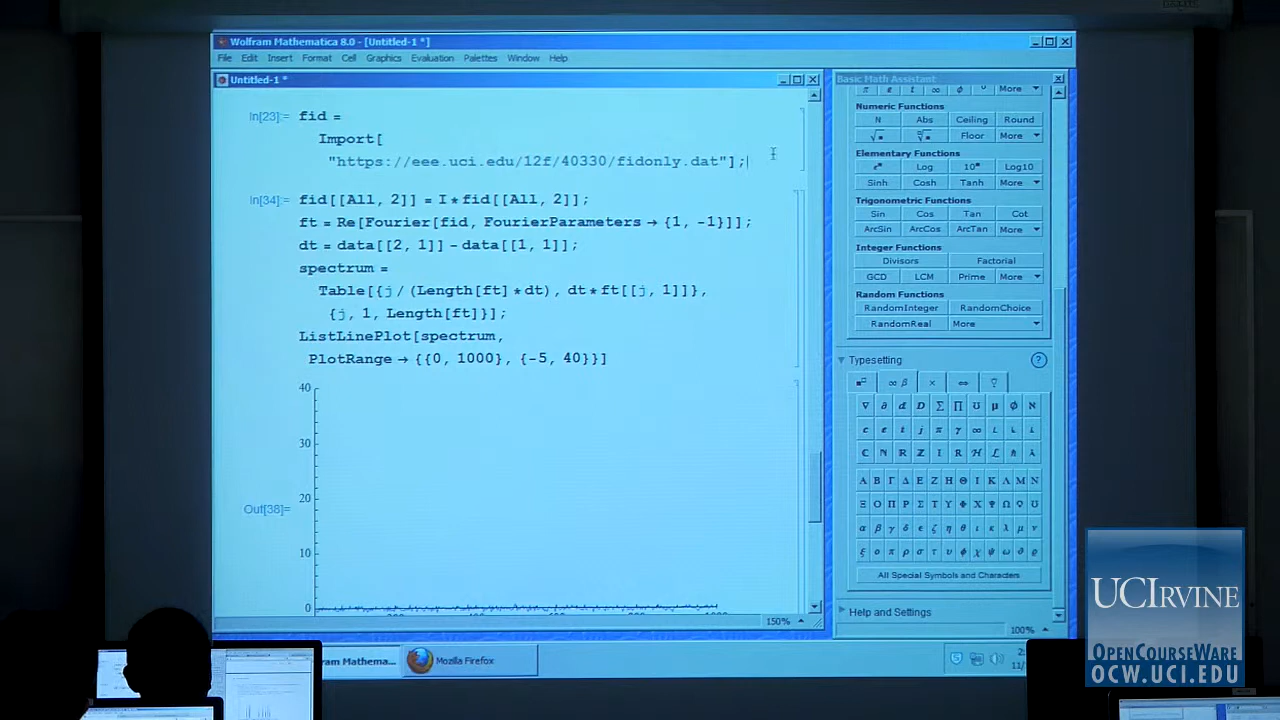 Wolfram Mathematica 8.0 - [Untitled-1 *]
File Edit Insert Format Cell Graphics Evaluation Palettes Window Help
Untitled-1 *
In[23]:= fid =
Import[
"https://eee.uci.edu/12f/40330/fidonly.dat"];
In[34]:= fid[[All, 2]] = I*fid[[All, 2]];
ft = Re[Fourier[fid, FourierParameters → {1, -1}]];
dt = data[[2, 1]] - data[[1, 1]];
spectrum =
Table[{j / (Length[ft] * dt), dt * ft[[j, 1]]},
{j, 1, Length[ft]}];
ListLinePlot[spectrum,
PlotRange → {{0, 1000}, {-5, 40}}]
40
30
20
Out[38]=
10
0
150%
Basic Math Assistant
π e i ∞ ϕ More
Numeric Functions
N Abs Ceiling Round
Floor More
Elementary Functions
Log Log10
Sinh Cosh Tanh More
Trigonometric Functions
Sin Cos Tan Cot
ArcSin ArcCos ArcTan More
Integer Functions
Divisors Factorial
GCD LCM Prime More
Random Functions
RandomInteger RandomChoice
RandomReal More
Typesetting ?
∞ β ×
∇ ∂ ∑ ∏ μ
π γ ∞
Α Β Γ Δ Ε Ζ Η Θ Ι Κ Λ Μ Ν
Ξ Ο Π Ρ Σ Τ Υ Φ Χ Ψ Ω
α β γ δ ϵ ζ η θ ι κ λ μ ν
ξ ο π ρ σ τ υ ϕ χ ψ ω
All Special Symbols and Characters
Help and Settings
100%
ram Mathema... Mozilla Firefox
UCIRVINE
OPENCOURSEWARE
OCW.UCI.EDU